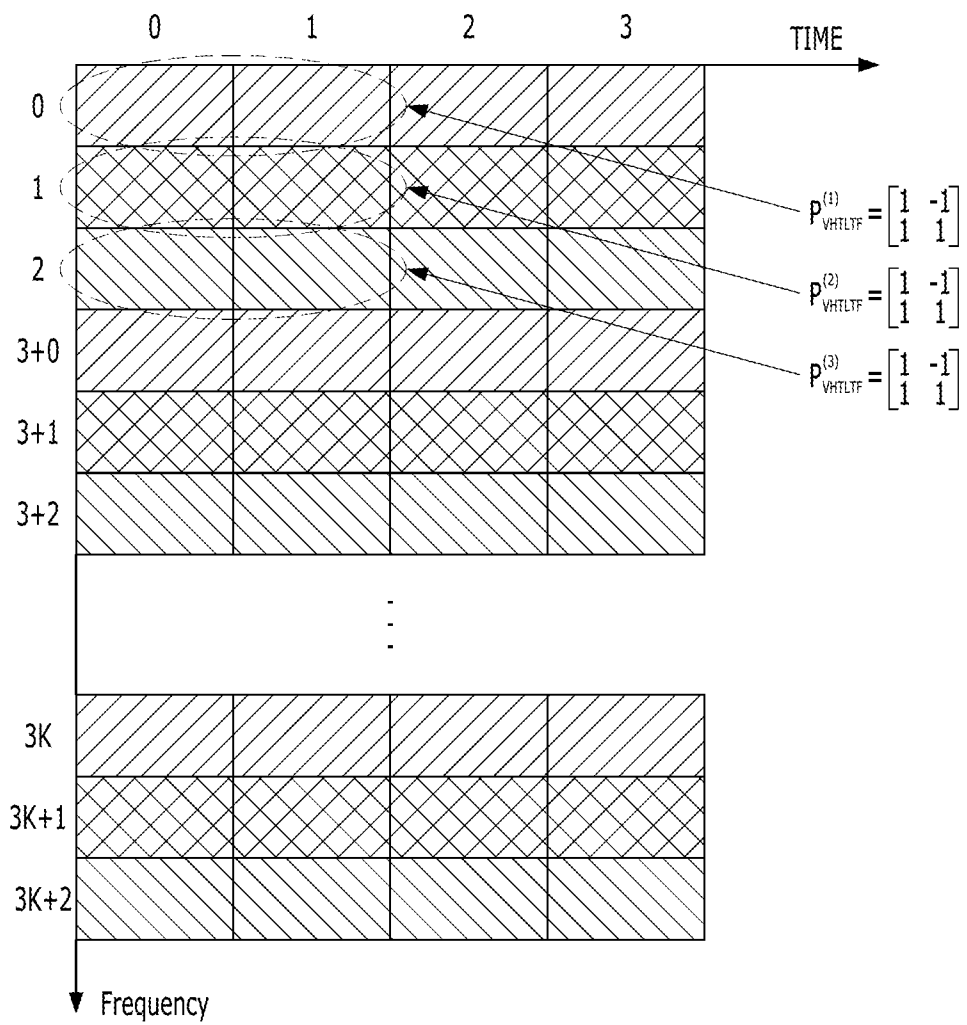 0 1 2 3
TIME
0
1
2
3+0
3+1
3+2
3K
3K+1
3K+2
Frequency
P(1)VHTLTF = [1 -1
1 1]
P(2)VHTLTF = [1 -1
1 1]
P(3)VHTLTF = [1 -1
1 1]